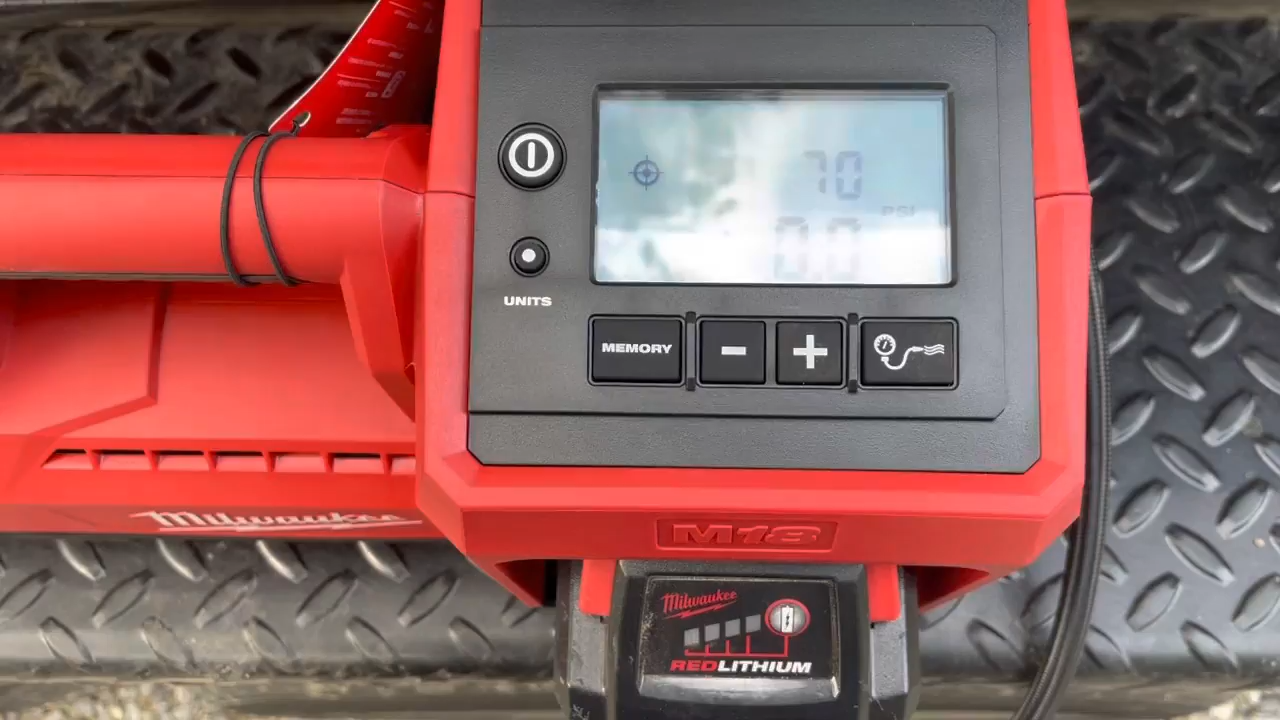 70
PSI
0.0
UNITS
MEMORY
- +
Milwaukee
M18
Milwaukee
REDLITHIUM